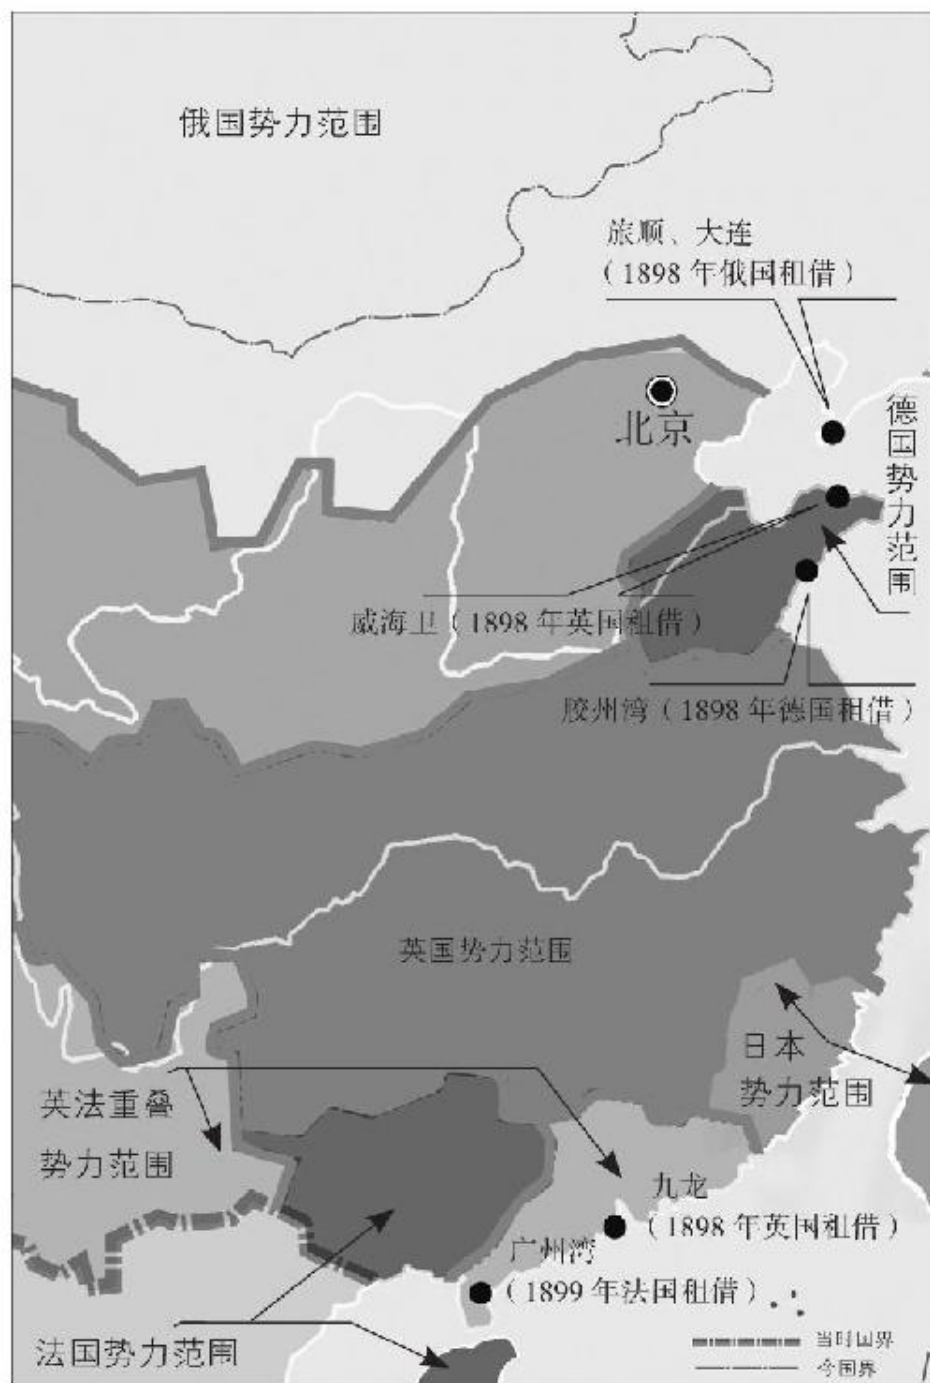 俄国势力范围
旅顺、大连
（1898 年俄国租借）
北京
德国势力范围
威海卫（1898 年英国租借）
胶州湾（1898 年德国租借）
英国势力范围
日本
势力范围
英法重叠
势力范围
九龙
（1898 年英国租借）
广州湾
（1899 年法国租借）
法国势力范围
当时国界
今国界